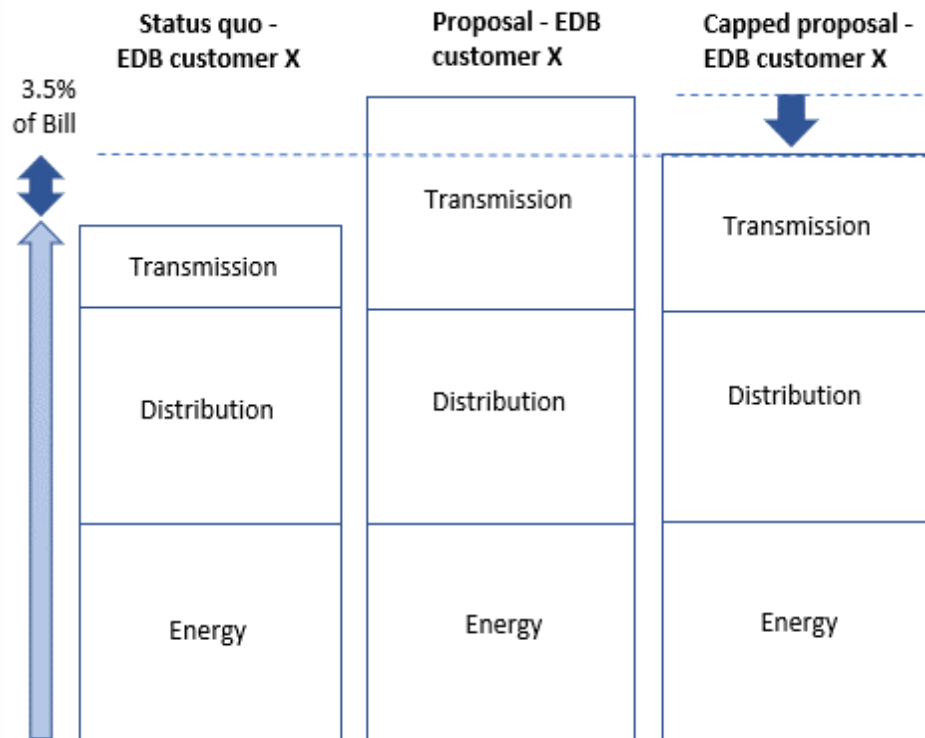 Status quo -
EDB customer X
Proposal - EDB
customer X
Capped proposal -
EDB customer X
3.5%
of Bill
Transmission
Transmission
Transmission
Distribution
Distribution
Distribution
Energy
Energy
Energy